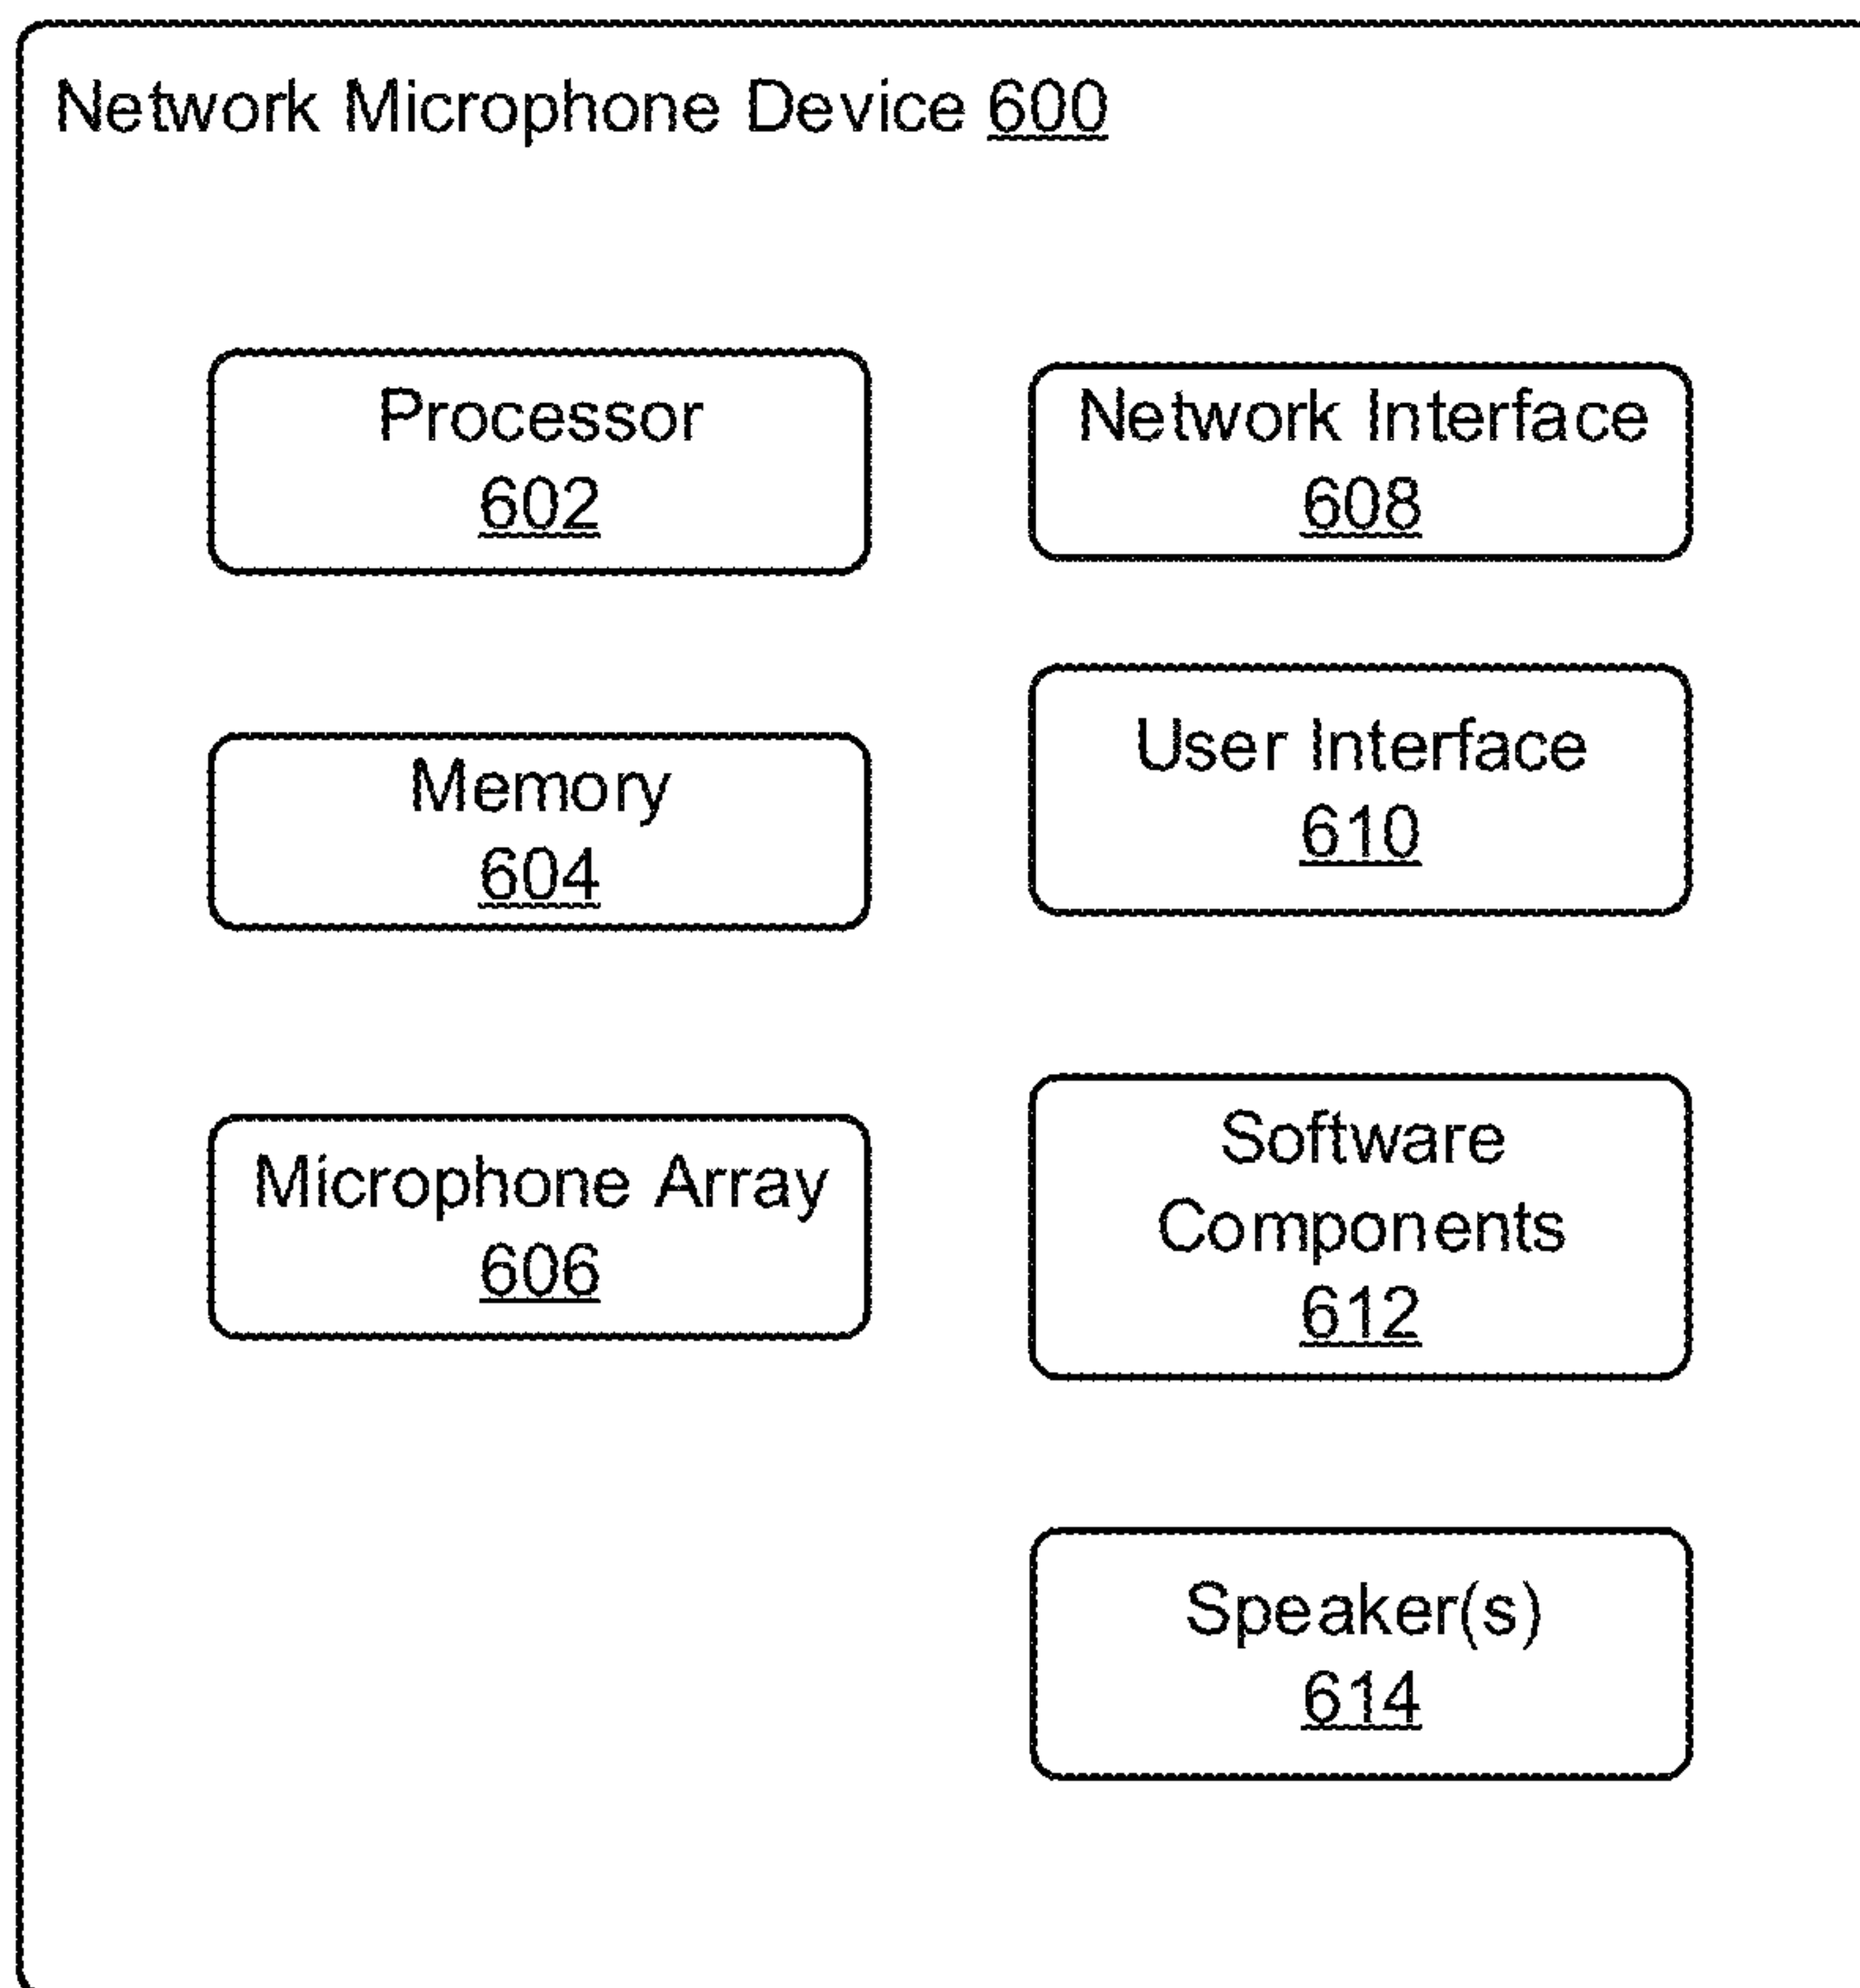 Network Microphone Device 600
Processor
602
Memory
604
Microphone Array
606
Network Interface
608
User Interface
610
Software
Components
612
Speaker(s)
614